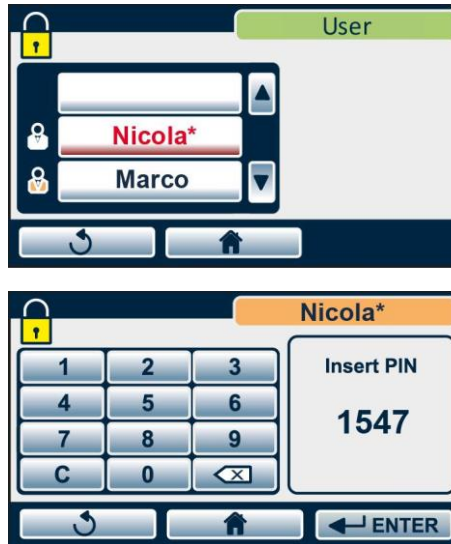 User
Nicola*
Marco
Nicola*
1 2 3
Insert PIN
4 5 6
1547
7 8 9
C 0
ENTER